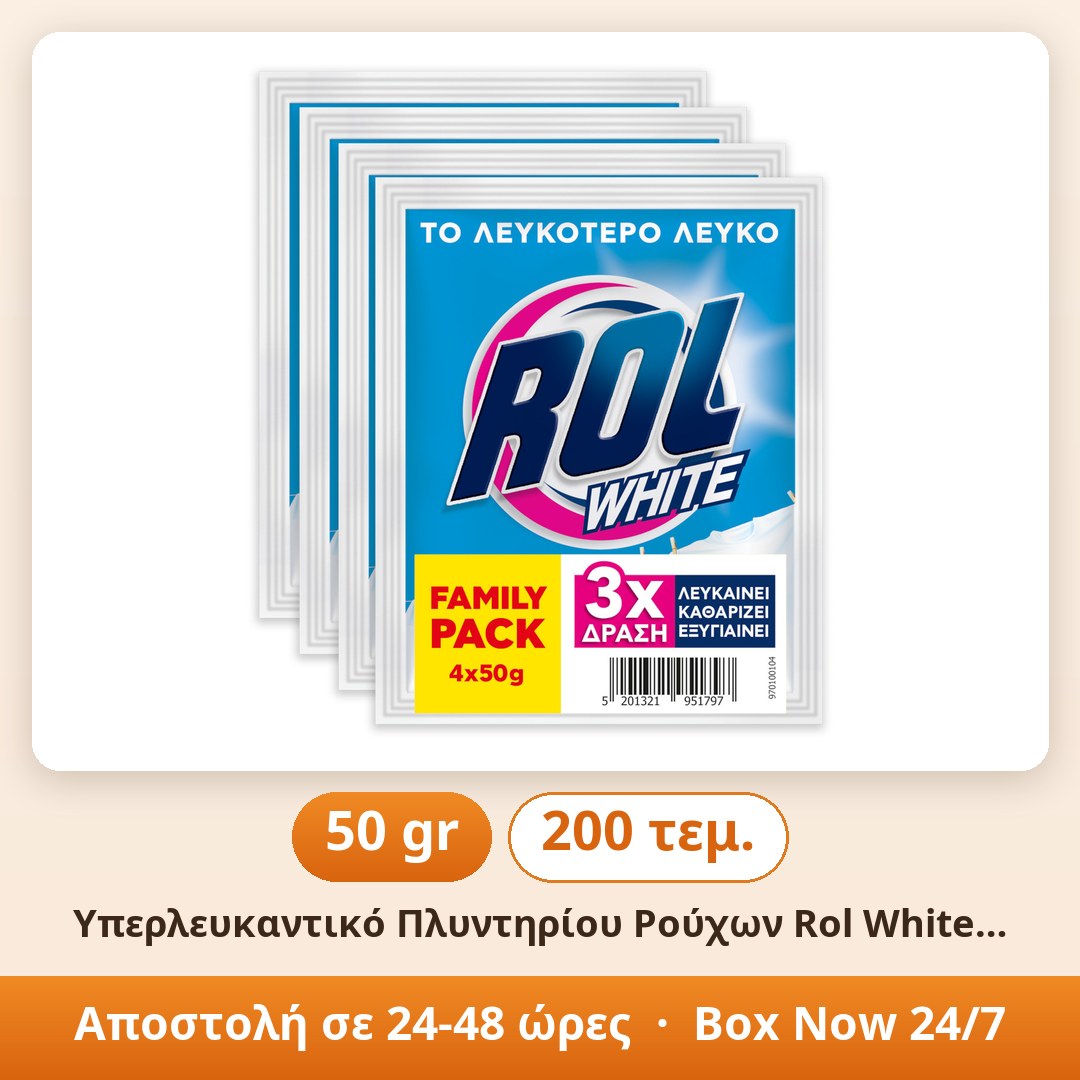 ΤΟ ΛΕΥΚΟΤΕΡΟ ΛΕΥΚΟ
ROL
WHITE
FAMILY
PACK
4x50g
3x
ΔΡΑΣΗ
ΛΕΥΚΑΙΝΕΙ
ΚΑΘΑΡΙΖΕΙ
ΕΞΥΓΙΑΙΝΕΙ
5 201321 951797
970100104
50 gr
200 τεμ.
Υπερλευκαντικό Πλυντηρίου Ρούχων Rol White...
Αποστολή σε 24-48 ώρες · Box Now 24/7